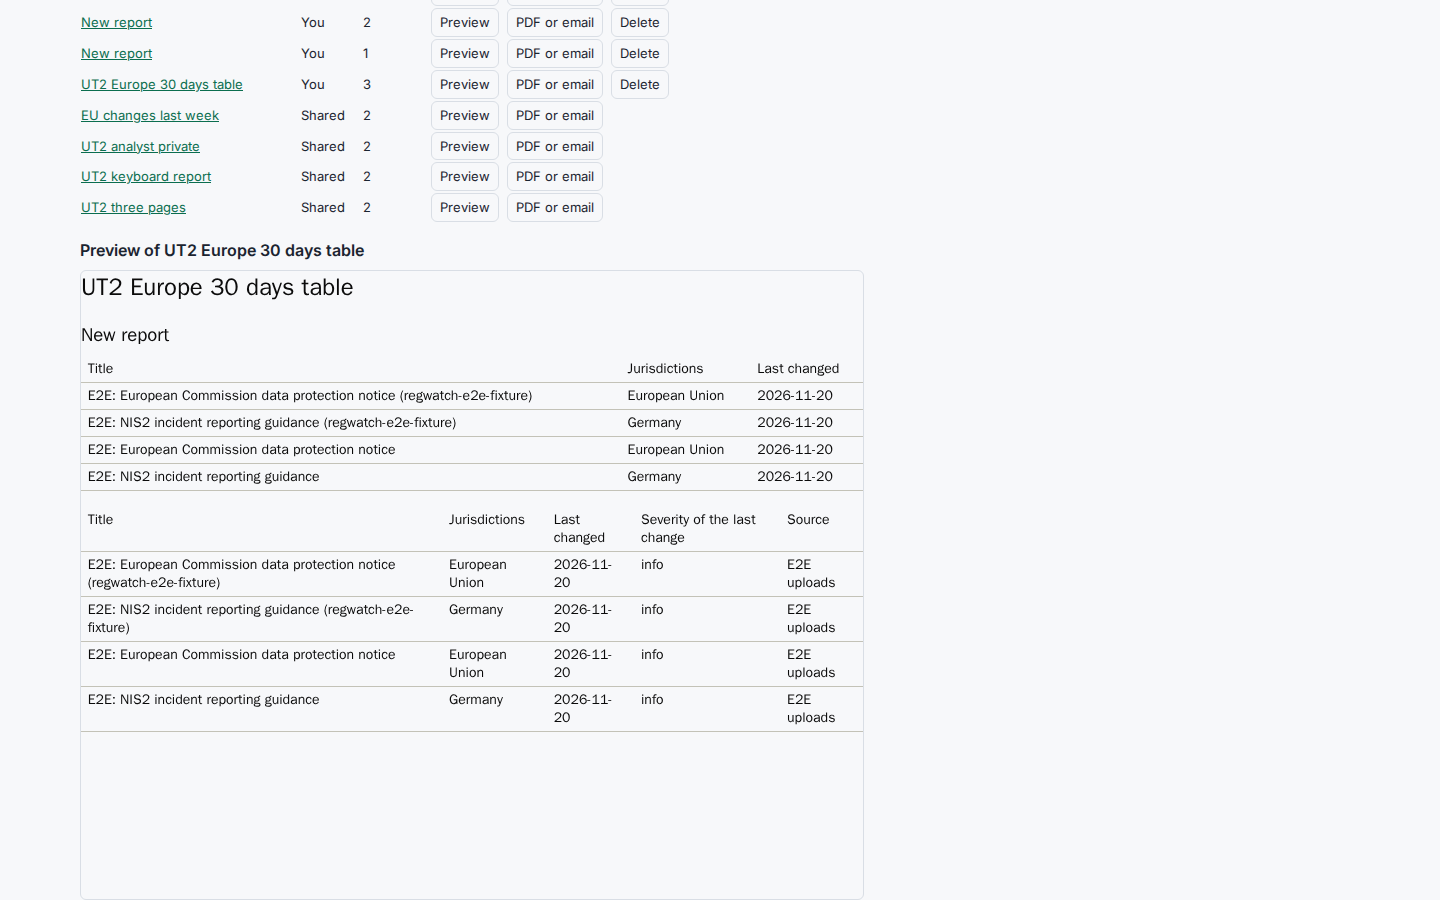 New report You 2 Preview PDF or email Delete
New report You 1 Preview PDF or email Delete
UT2 Europe 30 days table You 3 Preview PDF or email Delete
EU changes last week Shared 2 Preview PDF or email
UT2 analyst private Shared 2 Preview PDF or email
UT2 keyboard report Shared 2 Preview PDF or email
UT2 three pages Shared 2 Preview PDF or email
Preview of UT2 Europe 30 days table
UT2 Europe 30 days table
New report
Title Jurisdictions Last changed
E2E: European Commission data protection notice (regwatch-e2e-fixture) European Union 2026-11-20
E2E: NIS2 incident reporting guidance (regwatch-e2e-fixture) Germany 2026-11-20
E2E: European Commission data protection notice European Union 2026-11-20
E2E: NIS2 incident reporting guidance Germany 2026-11-20
Title Jurisdictions Last Severity of the last Source
changed change
E2E: European Commission data protection notice European 2026-11- info E2E
(regwatch-e2e-fixture) Union 20 uploads
E2E: NIS2 incident reporting guidance (regwatch-e2e- Germany 2026-11- info E2E
fixture) 20 uploads
E2E: European Commission data protection notice European 2026-11- info E2E
Union 20 uploads
E2E: NIS2 incident reporting guidance Germany 2026-11- info E2E
20 uploads